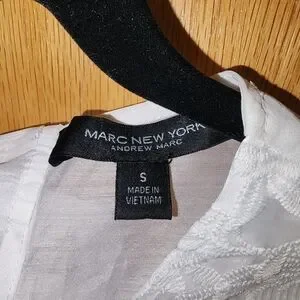 MARC NEW YORK
ANDREW MARC
S
MADE IN
VIETNAM